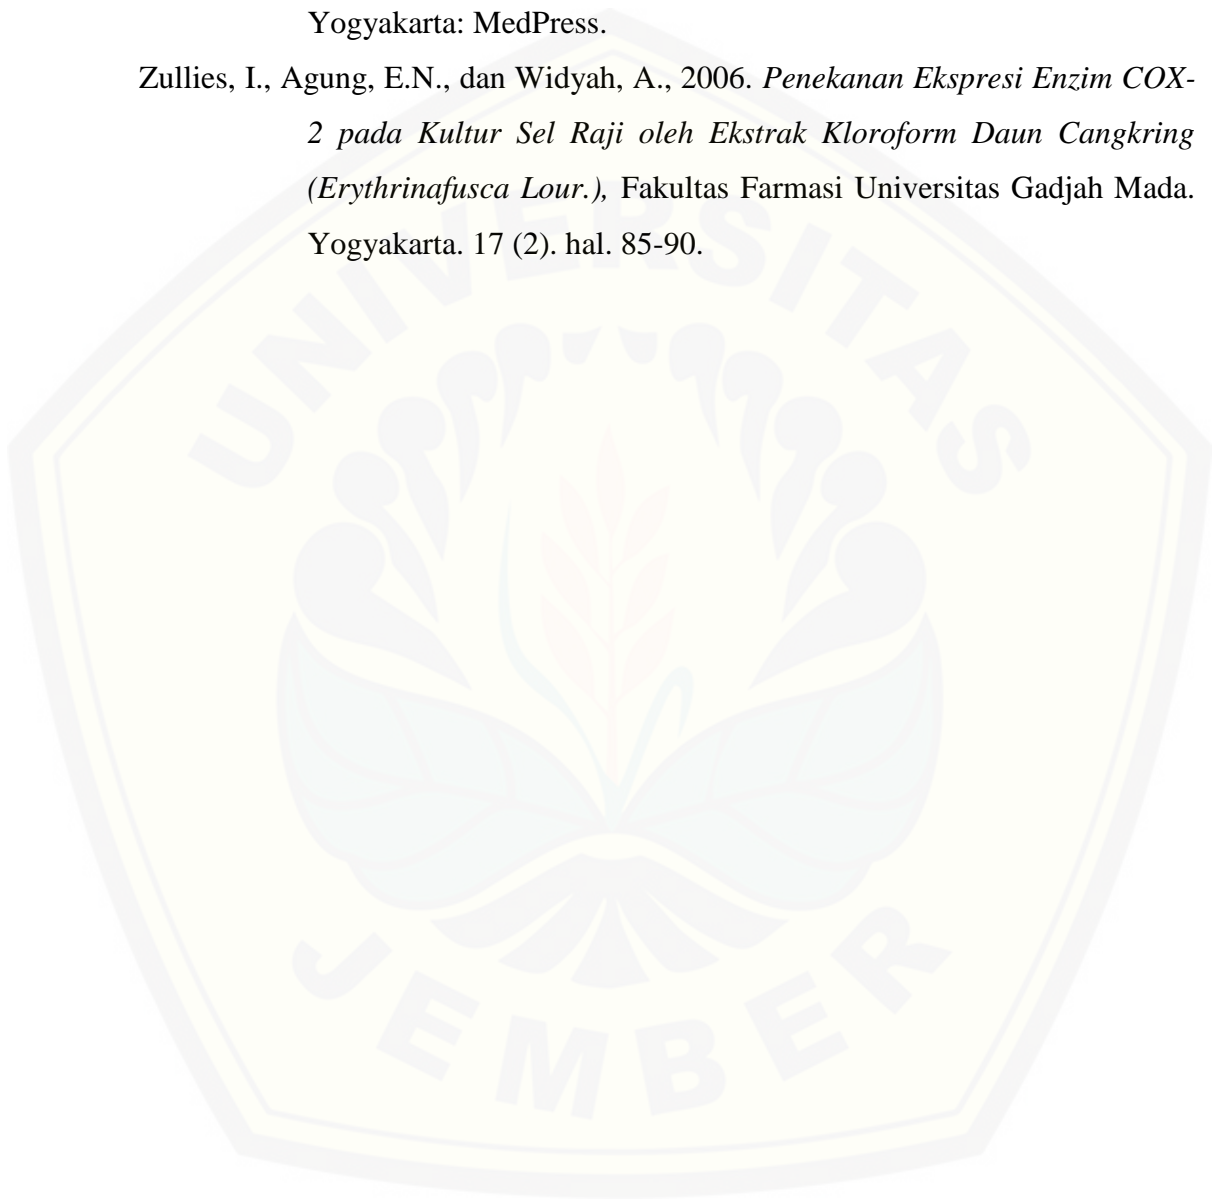 Yogyakarta: MedPress.
Zullies, I., Agung, E.N., dan Widyah, A., 2006. Penekanan Ekspresi Enzim COX-
2 pada Kultur Sel Raji oleh Ekstrak Kloroform Daun Cangkring
(Erythrinafusca Lour.), Fakultas Farmasi Universitas Gadjah Mada.
Yogyakarta. 17 (2). hal. 85-90.
UNIVERSITAS
JEMBER